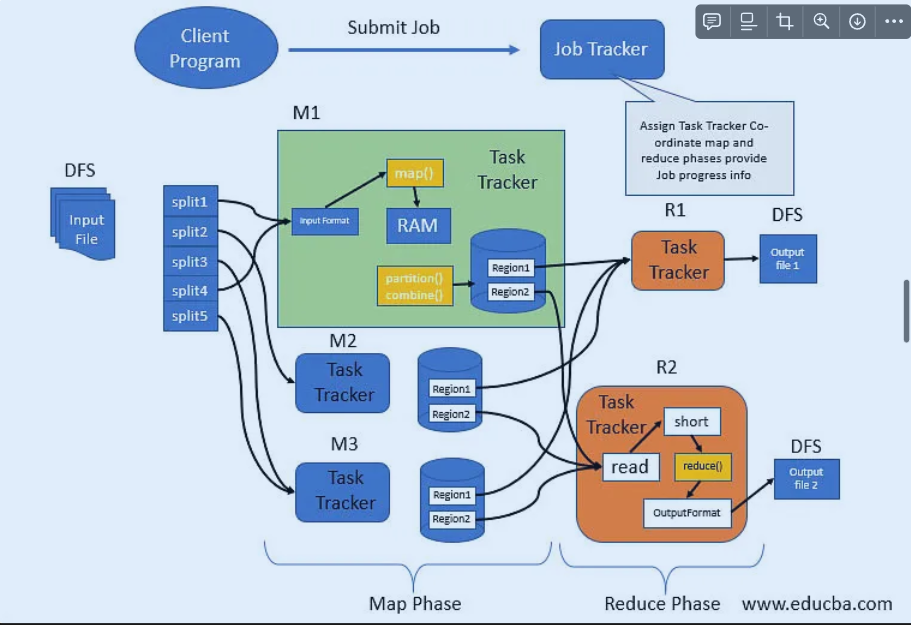 Client
Program
Submit Job
Job Tracker
Assign Task Tracker Co-
ordinate map and
reduce phases provide
Job progress info
M1
Task
Tracker
map()
Input Format
RAM
partition()
combine()
Region1
Region2
DFS
Input
File
split1
split2
split3
split4
split5
M2
Task
Tracker
Region1
Region2
M3
Task
Tracker
Region1
Region2
R1
Task
Tracker
DFS
Output
file 1
R2
Task
Tracker
short
read
reduce()
OutputFormat
DFS
Output
file 2
Map Phase
Reduce Phase
www.educba.com